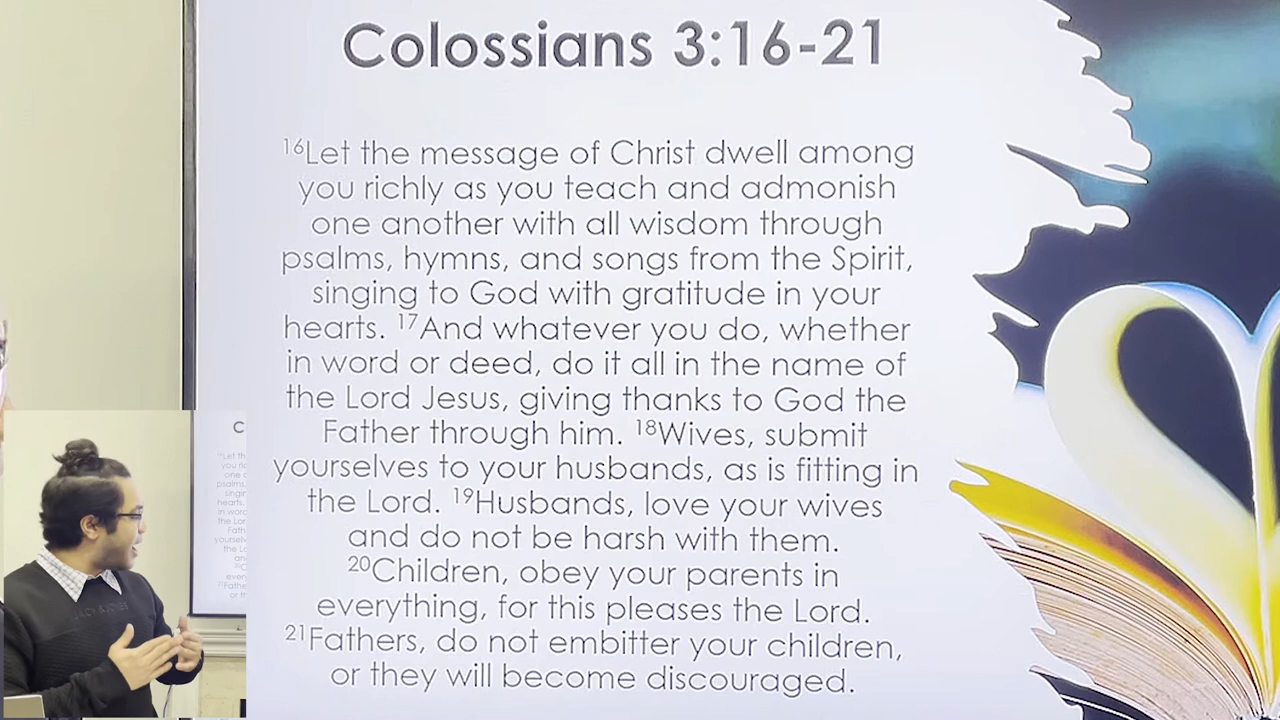 Colossians 3:16-21
16Let the message of Christ dwell among
you richly as you teach and admonish
one another with all wisdom through
psalms, hymns, and songs from the Spirit,
singing to God with gratitude in your
hearts. 17And whatever you do, whether
in word or deed, do it all in the name of
the Lord Jesus, giving thanks to God the
Father through him. 18Wives, submit
yourselves to your husbands, as is fitting in
the Lord. 19Husbands, love your wives
and do not be harsh with them.
20Children, obey your parents in
everything, for this pleases the Lord.
21Fathers, do not embitter your children,
or they will become discouraged.
JACK & JONES